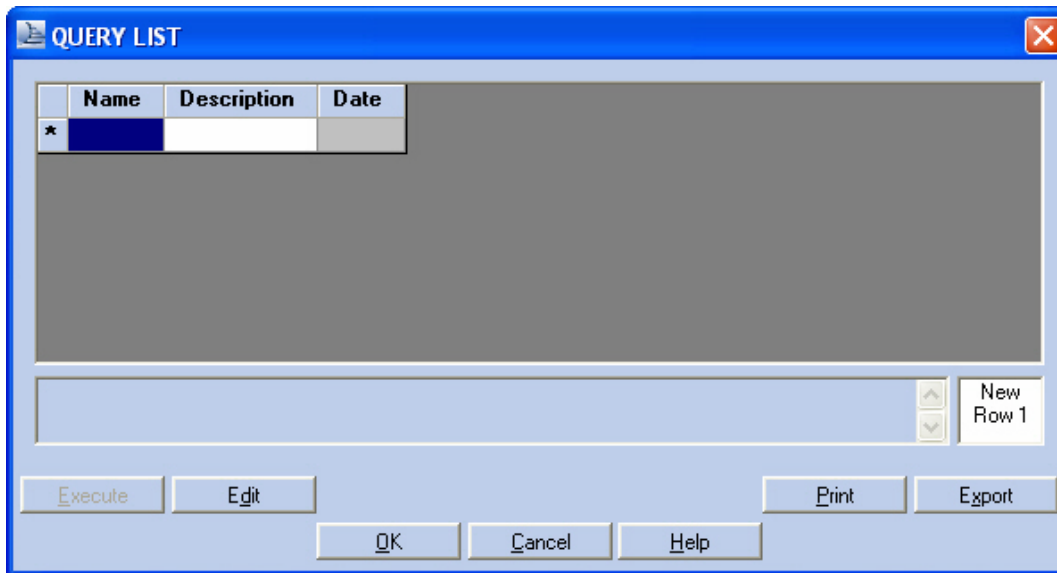 QUERY LIST
Name Description Date
*
New
Row 1
Execute Edit Print Export
OK Cancel Help